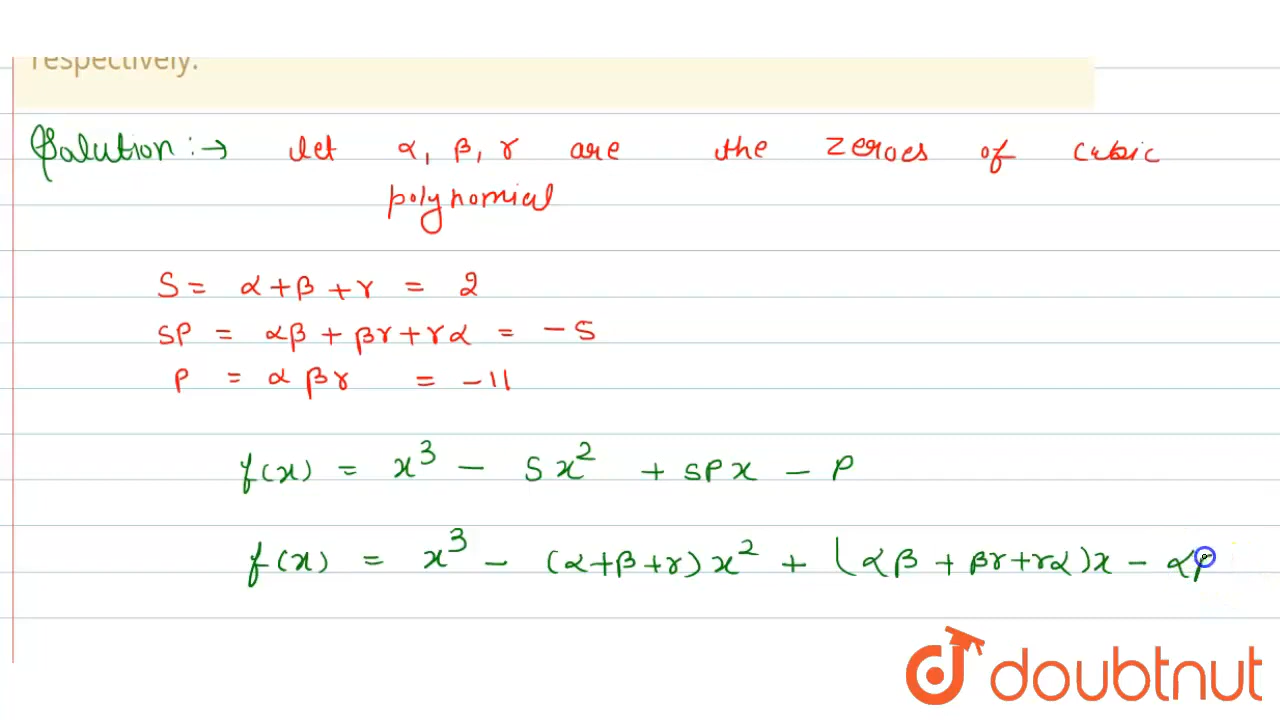 respectively.
Solution :→ let α, β, γ are the zeroes of cubic
polynomial
S = α + β + γ = 2
SP = αβ + βγ + γα = -5
P = α βγ = -11
f(x) = x³ - Sx² + SPx - P
f(x) = x³ - (α+β+γ)x² + (αβ + βγ+γα)x - αβ
doubtnut